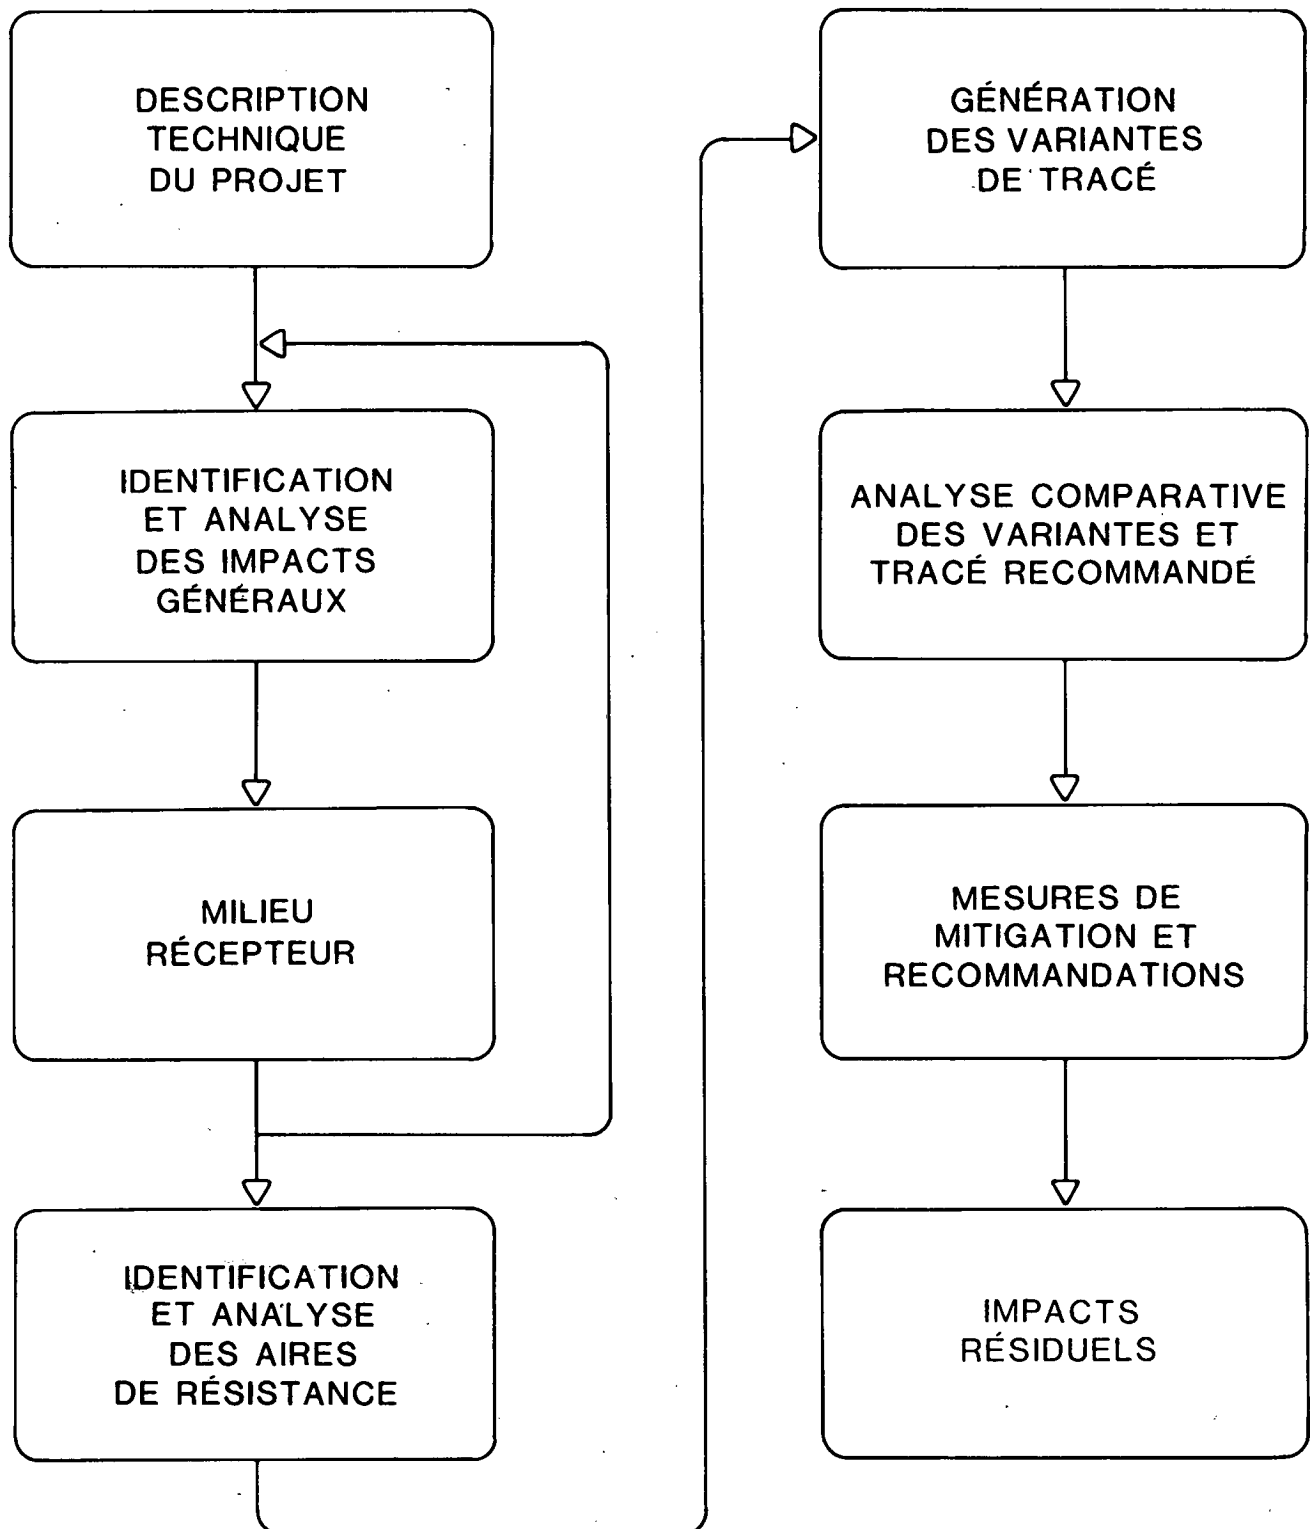 DESCRIPTION
TECHNIQUE
DU PROJET
IDENTIFICATION
ET ANALYSE
DES IMPACTS
GÉNÉRAUX
MILIEU
RÉCEPTEUR
IDENTIFICATION
ET ANALYSE
DES AIRES
DE RÉSISTANCE
GÉNÉRATION
DES VARIANTES
DE TRACÉ
ANALYSE COMPARATIVE
DES VARIANTES ET
TRACÉ RECOMMANDÉ
MESURES DE
MITIGATION ET
RECOMMANDATIONS
IMPACTS
RÉSIDUELS